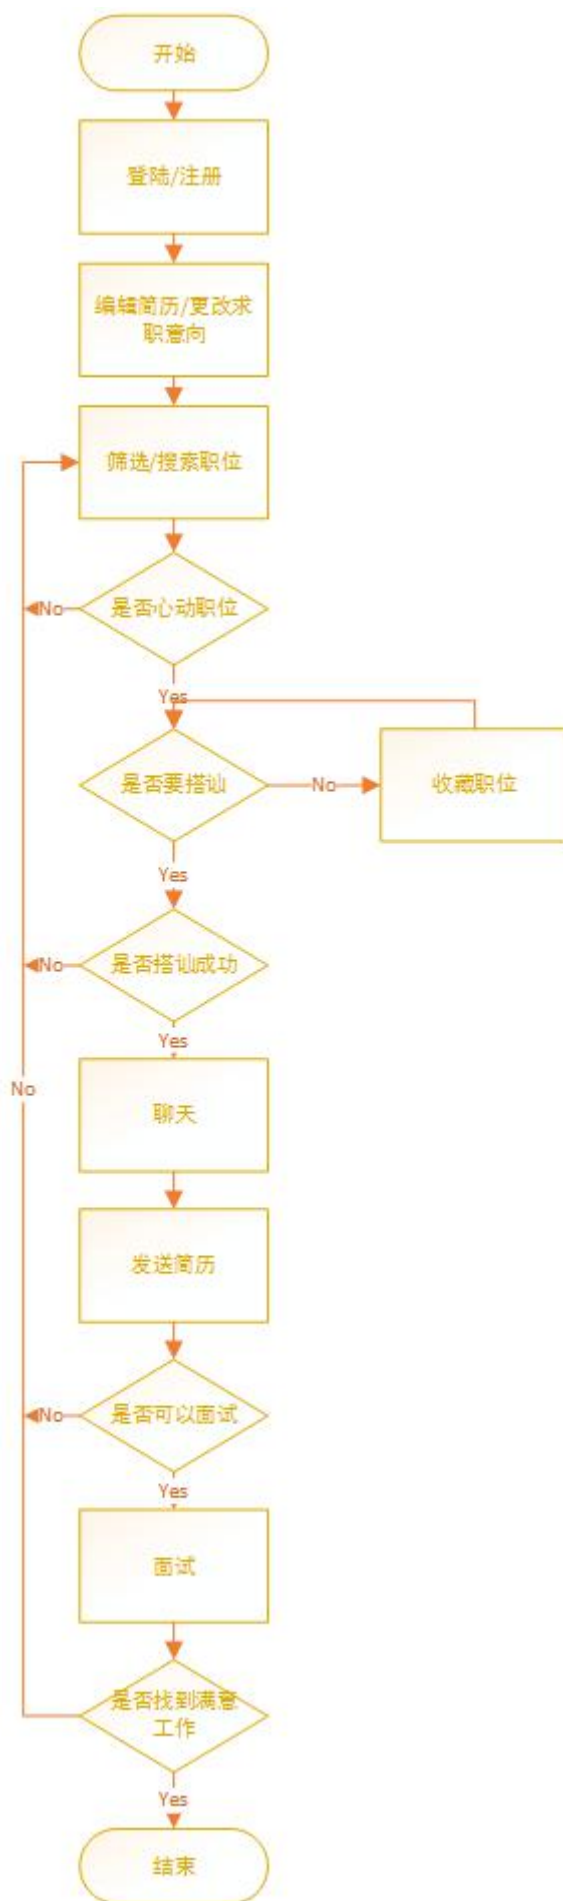 开始
登陆/注册
编辑简历/更改求
职意向
筛选/搜索职位
是否心动职位
No
Yes
是否要搭讪
No
收藏职位
Yes
是否搭讪成功
No
Yes
No
聊天
发送简历
是否可以面试
No
Yes
面试
是否找到满意
工作
Yes
结束